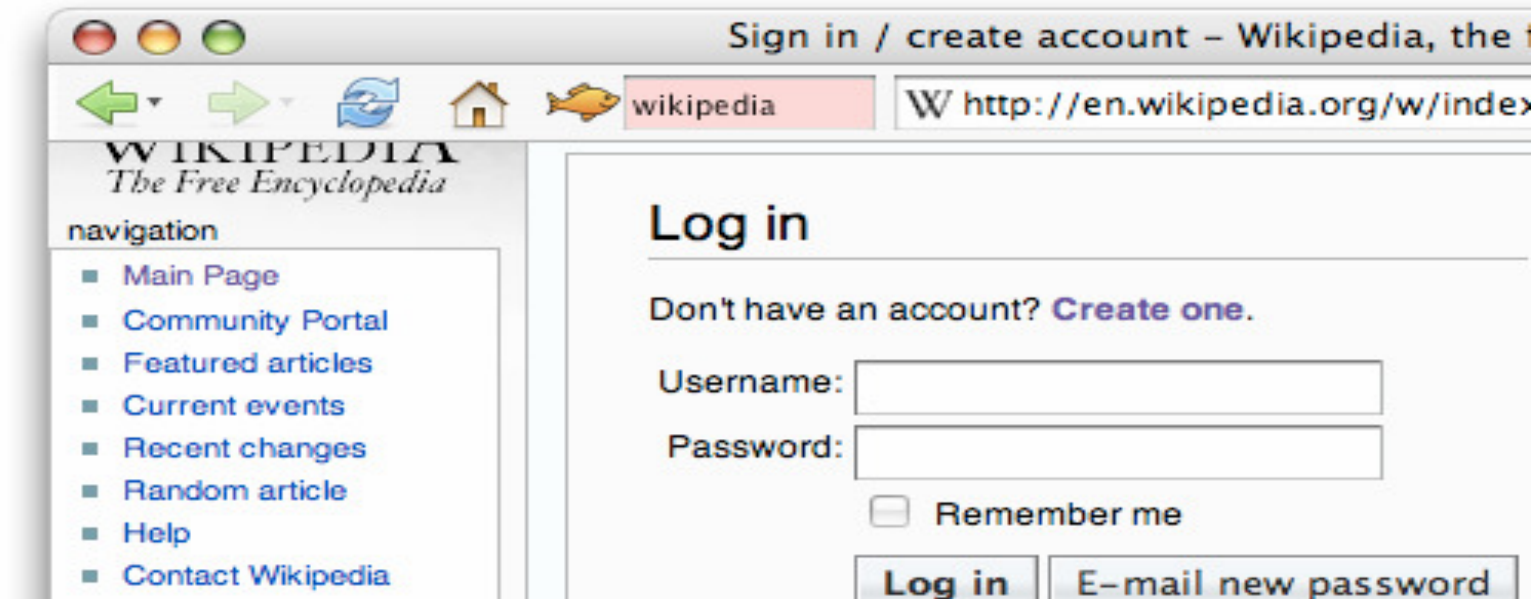 Sign in / create account – Wikipedia, the f
wikipedia
W http://en.wikipedia.org/w/index
WIKIPEDIA
The Free Encyclopedia
navigation
Main Page
Community Portal
Featured articles
Current events
Recent changes
Random article
Help
Contact Wikipedia
Log in
Don't have an account? Create one.
Username:
Password:
Remember me
Log in
E-mail new password